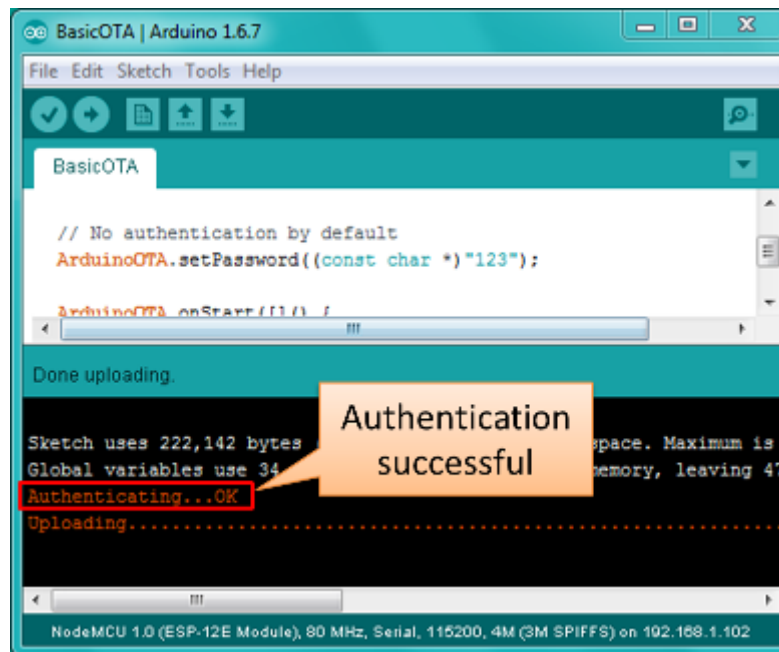 BasicOTA | Arduino 1.6.7
File Edit Sketch Tools Help
BasicOTA
// No authentication by default
ArduinoOTA.setPassword((const char *)"123");
ArduinoOTA.onStart([]() {
Done uploading.
Authentication
successful
Sketch uses 222,142 bytes space. Maximum is
Global variables use 34 memory, leaving 47
Authenticating...OK
Uploading..........................................................
NodeMCU 1.0 (ESP-12E Module), 80 MHz, Serial, 115200, 4M (3M SPIFFS) on 192.168.1.102